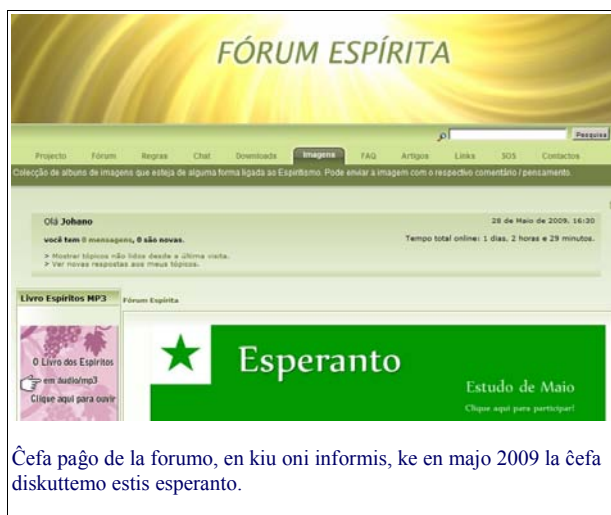 FÓRUM ESPÍRITA
Pesquisa
Projecto Fórum Regras Chat Downloads Imagens FAQ Artigos Links SOS Contactos
Colecção de albuns de imagens que esteja de alguma forma ligada ao Espiritismo. Pode enviar a imagem com o respectivo comentário / pensamento.
Olá Johano
28 de Maio de 2009, 16:30
você tem 0 mensagens, 0 são novas.
Tempo total online: 1 dias, 2 horas e 29 minutos.
> Mostrar tópicos não lidos desde a última visita.
> Ver novas respostas aos meus tópicos.
Livro Espíritos MP3
Fórum Espírita
O Livro dos Espíritos
em áudio/mp3
Clique aqui para ouvir
Esperanto
Estudo de Maio
Clique aqui para participar!
Ĉefa paĝo de la forumo, en kiu oni informis, ke en majo 2009 la ĉefa
diskuttemo estis esperanto.